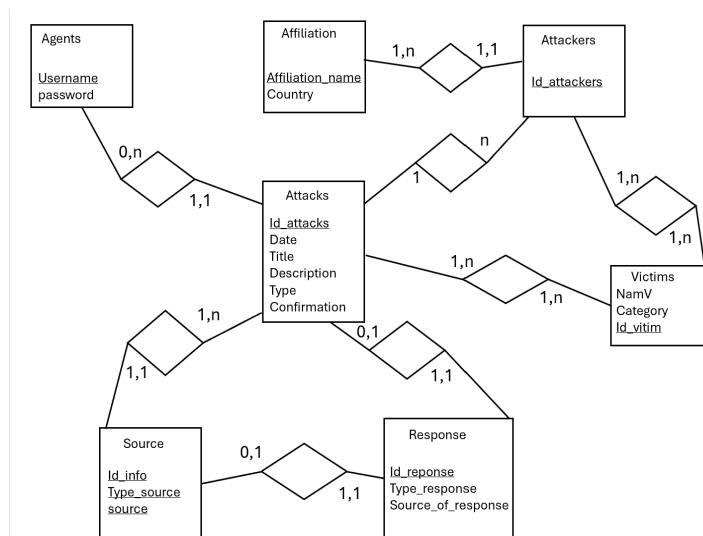 Agents
Username
password
Affiliation
Affiliation_name
Country
1,n
1,1
Attackers
Id_attackers
0,n
1,1
n
1
Attacks
Id_attacks
Date
Title
Description
Type
Confirmation
1,n
1,n
1,n
1,n
Victims
NamV
Category
Id_vitim
1,n
1,1
0,1
1,1
Source
Id_info
Type_source
source
0,1
1,1
Response
Id_reponse
Type_response
Source_of_response